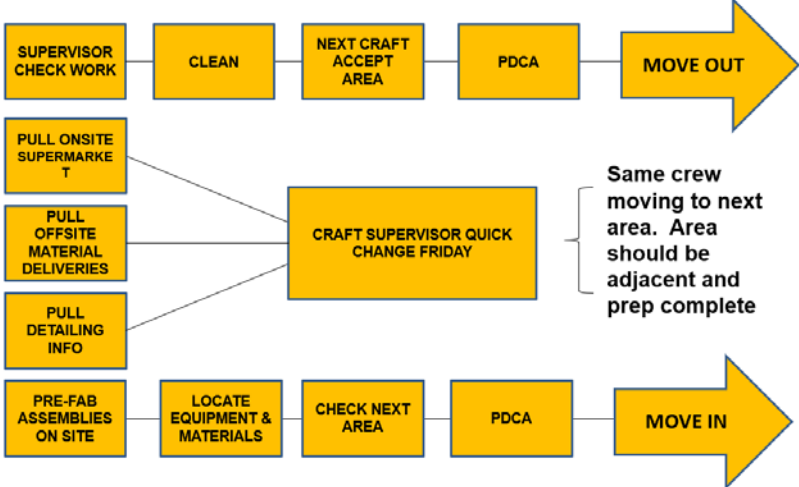 SUPERVISOR
CHECK WORK
CLEAN
NEXT CRAFT
ACCEPT
AREA
PDCA
MOVE OUT
PULL ONSITE
SUPERMARKE
T
PULL
OFFSITE
MATERIAL
DELIVERIES
PULL
DETAILING
INFO
CRAFT SUPERVISOR QUICK
CHANGE FRIDAY
Same crew
moving to next
area.  Area
should be
adjacent and
prep complete
PRE-FAB
ASSEMBLIES
ON SITE
LOCATE
EQUIPMENT &
MATERIALS
CHECK NEXT
AREA
PDCA
MOVE IN